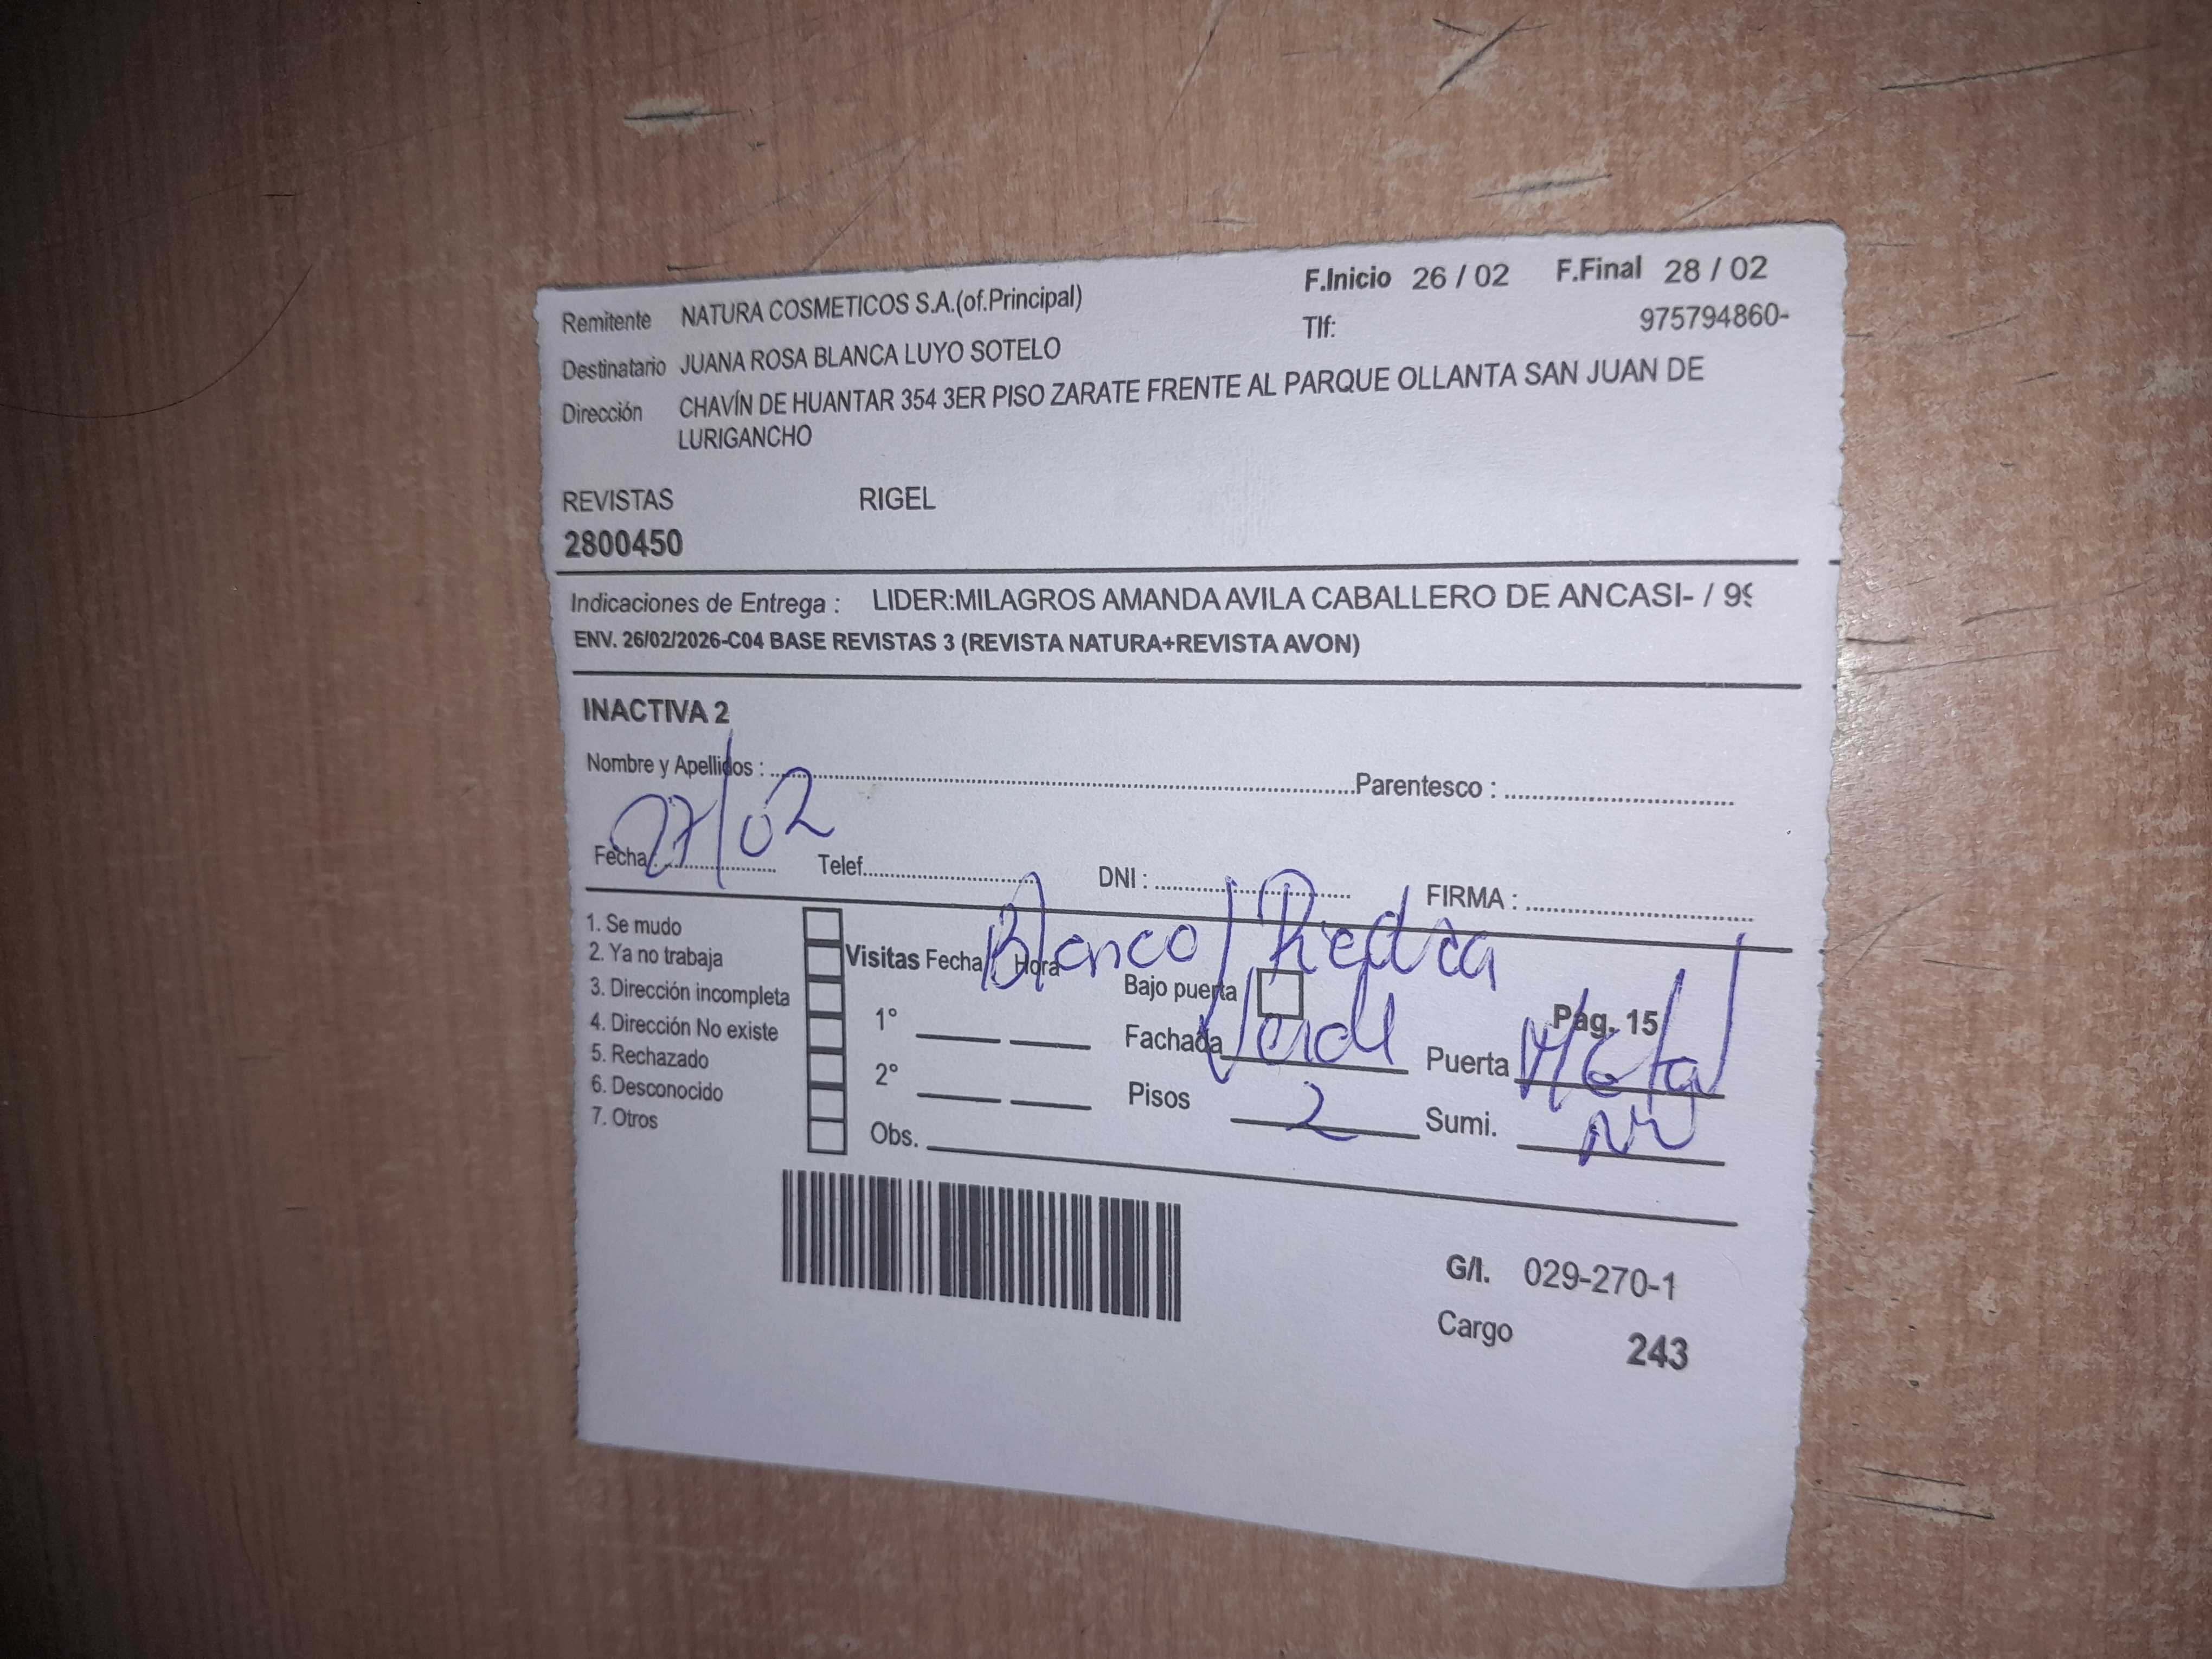 F.Inicio 26 / 02 F.Final 28 / 02
Remitente NATURA COSMETICOS S.A.(of.Principal)
Tlf: 975794860-
Destinatario JUANA ROSA BLANCA LUYO SOTELO
Dirección CHAVÍN DE HUANTAR 354 3ER PISO ZARATE FRENTE AL PARQUE OLLANTA SAN JUAN DE
LURIGANCHO
REVISTAS RIGEL
2800450
Indicaciones de Entrega : LIDER:MILAGROS AMANDA AVILA CABALLERO DE ANCASI- / 99
ENV. 26/02/2026-C04 BASE REVISTAS 3 (REVISTA NATURA+REVISTA AVON)
INACTIVA 2
Nombre y Apellidos : Parentesco :
Fecha: 27/02 Telef. DNI : FIRMA :
1. Se mudo
2. Ya no trabaja
3. Dirección incompleta
4. Dirección No existe
5. Rechazado
6. Desconocido
7. Otros
Visitas Fecha / Hora
1°
2°
Obs.
Blanco/Piedra
Bajo puerta
Pág. 15
Fachada Verde Puerta Metal
Pisos 2 Sumi.
G/I. 029-270-1
Cargo 243